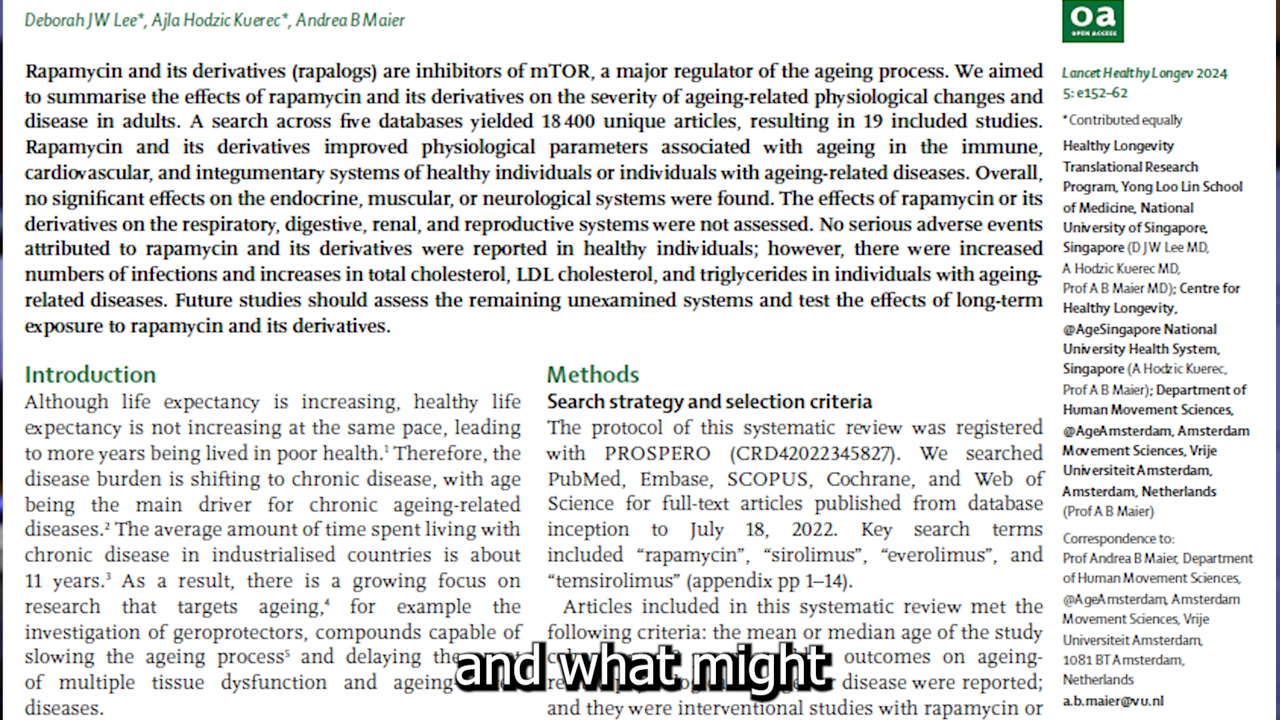 Deborah JW Lee*, Ajla Hodzic Kuerec*, Andrea B Maier
Rapamycin and its derivatives (rapalogs) are inhibitors of mTOR, a major regulator of the ageing process. We aimed
to summarise the effects of rapamycin and its derivatives on the severity of ageing-related physiological changes and
disease in adults. A search across five databases yielded 18 400 unique articles, resulting in 19 included studies.
Rapamycin and its derivatives improved physiological parameters associated with ageing in the immune,
cardiovascular, and integumentary systems of healthy individuals or individuals with ageing-related diseases. Overall,
no significant effects on the endocrine, muscular, or neurological systems were found. The effects of rapamycin or its
derivatives on the respiratory, digestive, renal, and reproductive systems were not assessed. No serious adverse events
attributed to rapamycin and its derivatives were reported in healthy individuals; however, there were increased
numbers of infections and increases in total cholesterol, LDL cholesterol, and triglycerides in individuals with ageing-
related diseases. Future studies should assess the remaining unexamined systems and test the effects of long-term
exposure to rapamycin and its derivatives.
Introduction
Although life expectancy is increasing, healthy life
expectancy is not increasing at the same pace, leading
to more years being lived in poor health.¹ Therefore, the
disease burden is shifting to chronic disease, with age
being the main driver for chronic ageing-related
diseases.² The average amount of time spent living with
chronic disease in industrialised countries is about
11 years.³ As a result, there is a growing focus on
research that targets ageing,⁴ for example the
investigation of geroprotectors, compounds capable of
slowing the ageing process⁵ and delaying the
of multiple tissue dysfunction and ageing-
diseases.
Methods
Search strategy and selection criteria
The protocol of this systematic review was registered
with PROSPERO (CRD42022345827). We searched
PubMed, Embase, SCOPUS, Cochrane, and Web of
Science for full-text articles published from database
inception to July 18, 2022. Key search terms
included “rapamycin”, “sirolimus”, “everolimus”, and
“temsirolimus” (appendix pp 1–14).
Articles included in this systematic review met the
following criteria: the mean or median age of the study
outcomes on ageing-
disease were reported;
and they were interventional studies with rapamycin or
and what might
oa
OPEN ACCESS
Lancet Healthy Longev 2024
5: e152–62
*Contributed equally
Healthy Longevity
Translational Research
Program, Yong Loo Lin School
of Medicine, National
University of Singapore,
Singapore (D J W Lee MD,
A Hodzic Kuerec MD,
Prof A B Maier MD); Centre for
Healthy Longevity,
@AgeSingapore National
University Health System,
Singapore (A Hodzic Kuerec,
Prof A B Maier); Department of
Human Movement Sciences,
@AgeAmsterdam, Amsterdam
Movement Sciences, Vrije
Universiteit Amsterdam,
Amsterdam, Netherlands
(Prof A B Maier)
Correspondence to:
Prof Andrea B Maier, Department
of Human Movement Sciences,
@AgeAmsterdam, Amsterdam
Movement Sciences, Vrije
Universiteit Amsterdam,
1081 BT Amsterdam,
Netherlands
a.b.maier@vu.nl